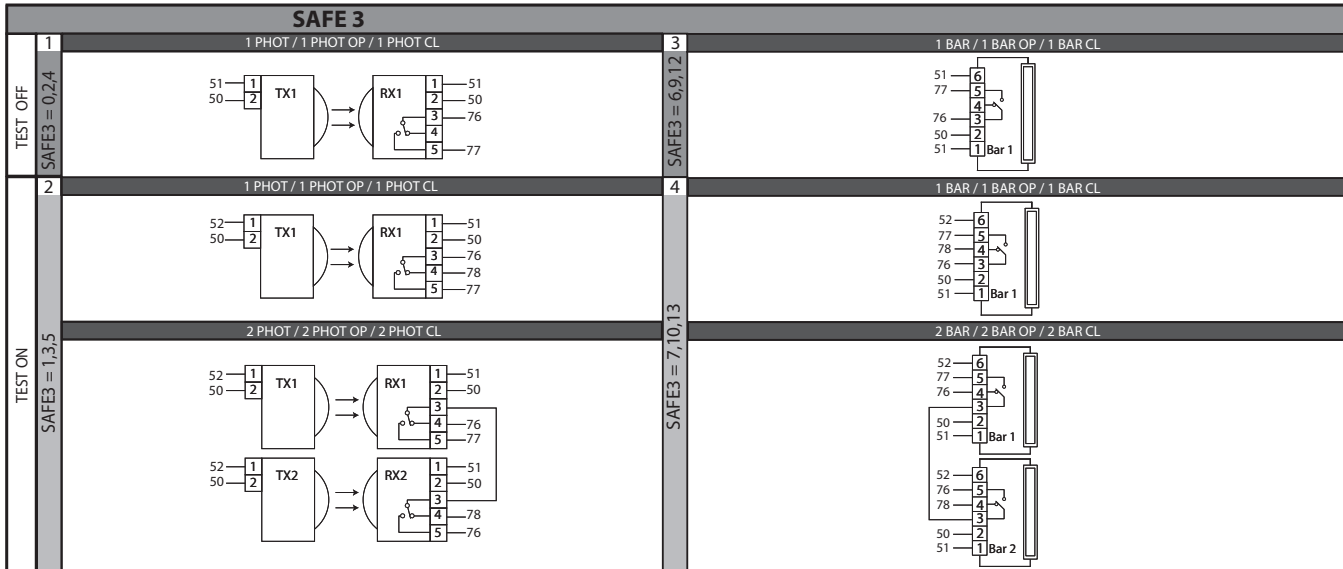 SAFE 3
TEST OFF
1
SAFE3 = 0,2,4
1 PHOT / 1 PHOT OP / 1 PHOT CL
51 1 TX1 RX1 1 51
50 2 2 50
3 76
4
5 77
3
SAFE3 = 6,9,12
1 BAR / 1 BAR OP / 1 BAR CL
51 6
77 5
4
76 3
50 2
51 1 Bar 1
TEST ON
2
SAFE3 = 1,3,5
1 PHOT / 1 PHOT OP / 1 PHOT CL
52 1 TX1 RX1 1 51
50 2 2 50
3 76
4 78
5 77
2 PHOT / 2 PHOT OP / 2 PHOT CL
52 1 TX1 RX1 1 51
50 2 2 50
3
4 76
5 77
52 1 TX2 RX2 1 51
50 2 2 50
3
4 78
5 76
4
SAFE3 = 7,10,13
1 BAR / 1 BAR OP / 1 BAR CL
52 6
77 5
78 4
76 3
50 2
51 1 Bar 1
2 BAR / 2 BAR OP / 2 BAR CL
52 6
77 5
76 4
3
50 2
51 1 Bar 1
52 6
76 5
78 4
3
50 2
51 1 Bar 2